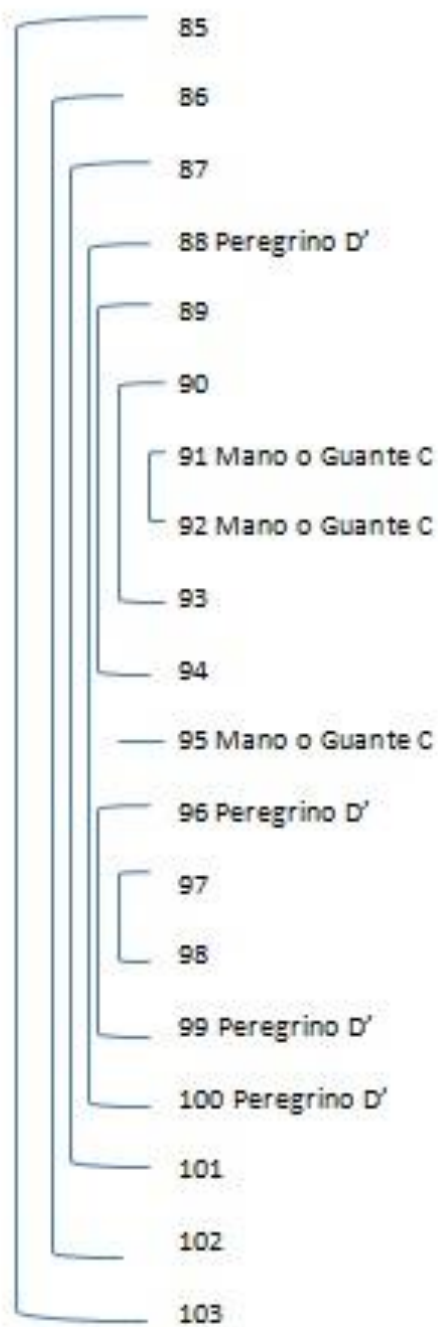 85
86
87
88 Peregrino D’
89
90
91 Mano o Guante C
92 Mano o Guante C
93
94
95 Mano o Guante C
96 Peregrino D’
97
98
99 Peregrino D’
100 Peregrino D’
101
102
103